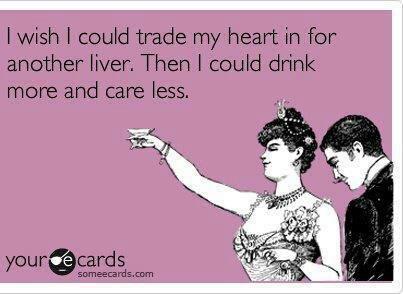 I wish I could trade my heart in for
another liver. Then I could drink
more and care less.
your e cards
someecards.com